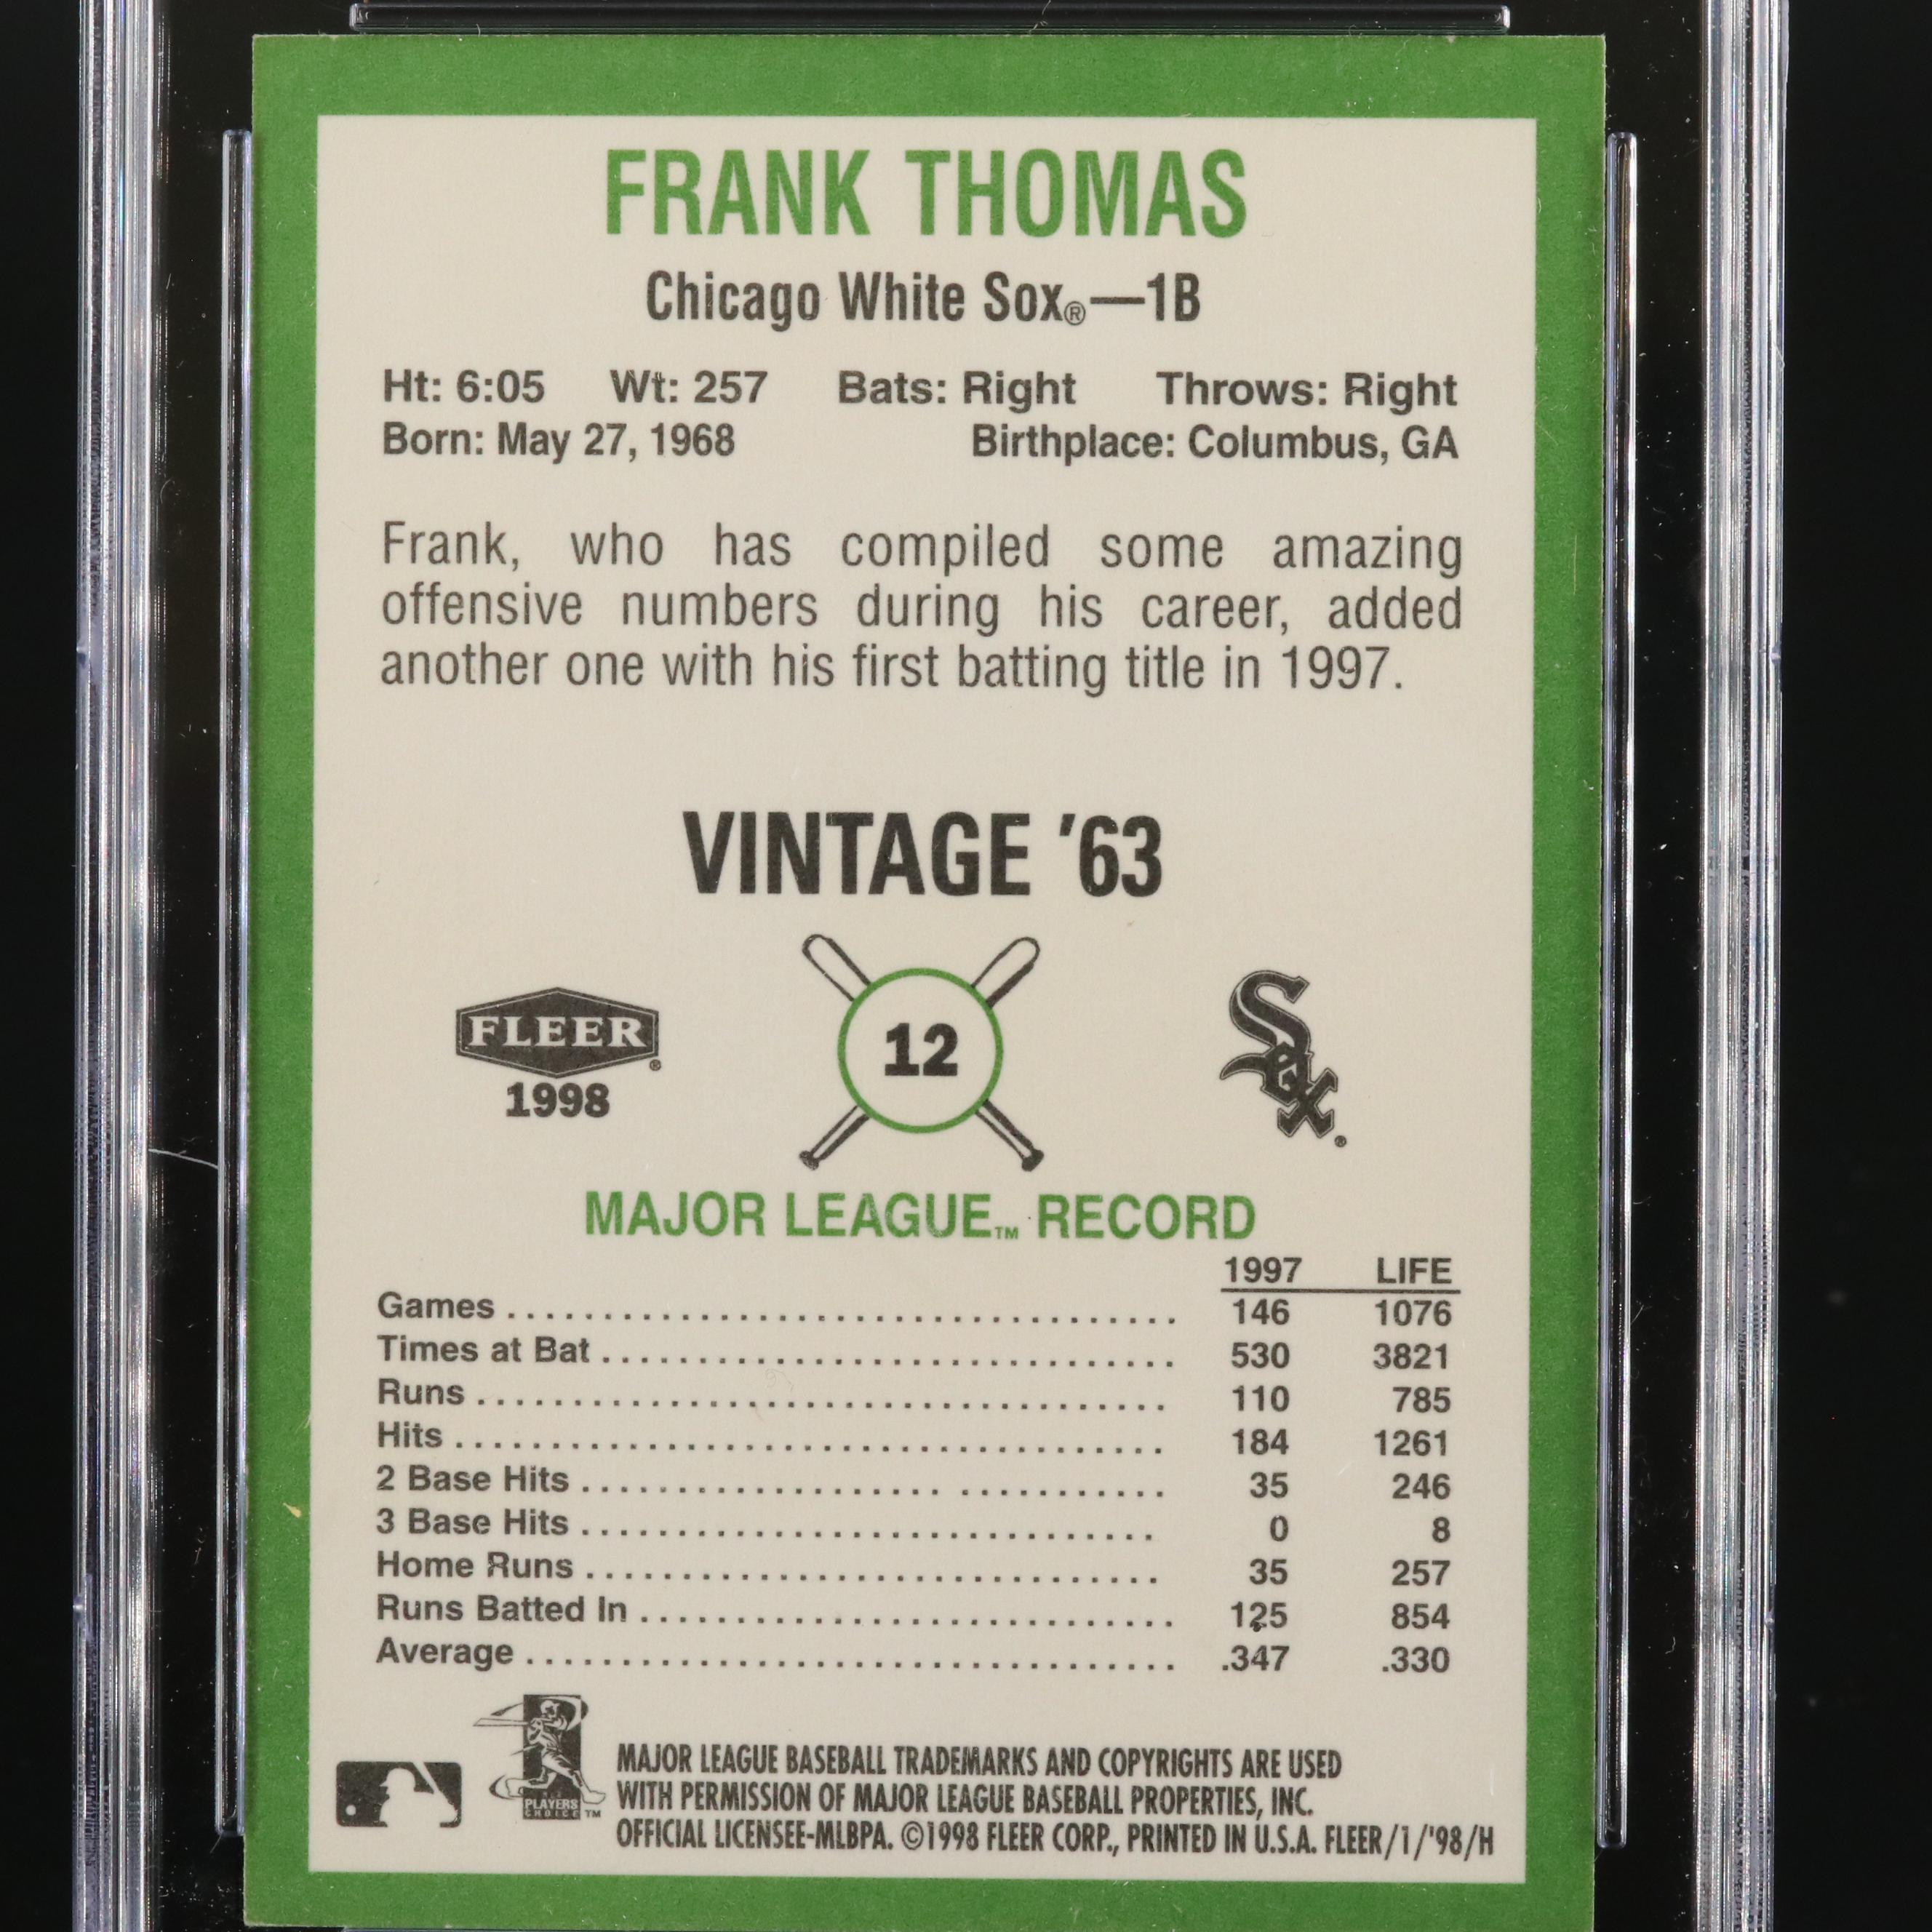 FRANK THOMAS
Chicago White Sox®—1B
Ht: 6:05 Wt: 257 Bats: Right Throws: Right
Born: May 27, 1968 Birthplace: Columbus, GA
Frank, who has compiled some amazing
offensive numbers during his career, added
another one with his first batting title in 1997.
VINTAGE '63
FLEER®
1998
12
Sox®
MAJOR LEAGUE™ RECORD
1997 LIFE
Games ................................... 146 1076
Times at Bat .............................. 530 3821
Runs .................................... 110 785
Hits ..................................... 184 1261
2 Base Hits ............................... 35 246
3 Base Hits .............................. 0 8
Home Runs .............................. 35 257
Runs Batted In ............................ 125 854
Average .................................. .347 .330
PLAYERS
CHOICE™
MAJOR LEAGUE BASEBALL TRADEMARKS AND COPYRIGHTS ARE USED
WITH PERMISSION OF MAJOR LEAGUE BASEBALL PROPERTIES, INC.
OFFICIAL LICENSEE-MLBPA. ©1998 FLEER CORP., PRINTED IN U.S.A. FLEER/1/'98/H